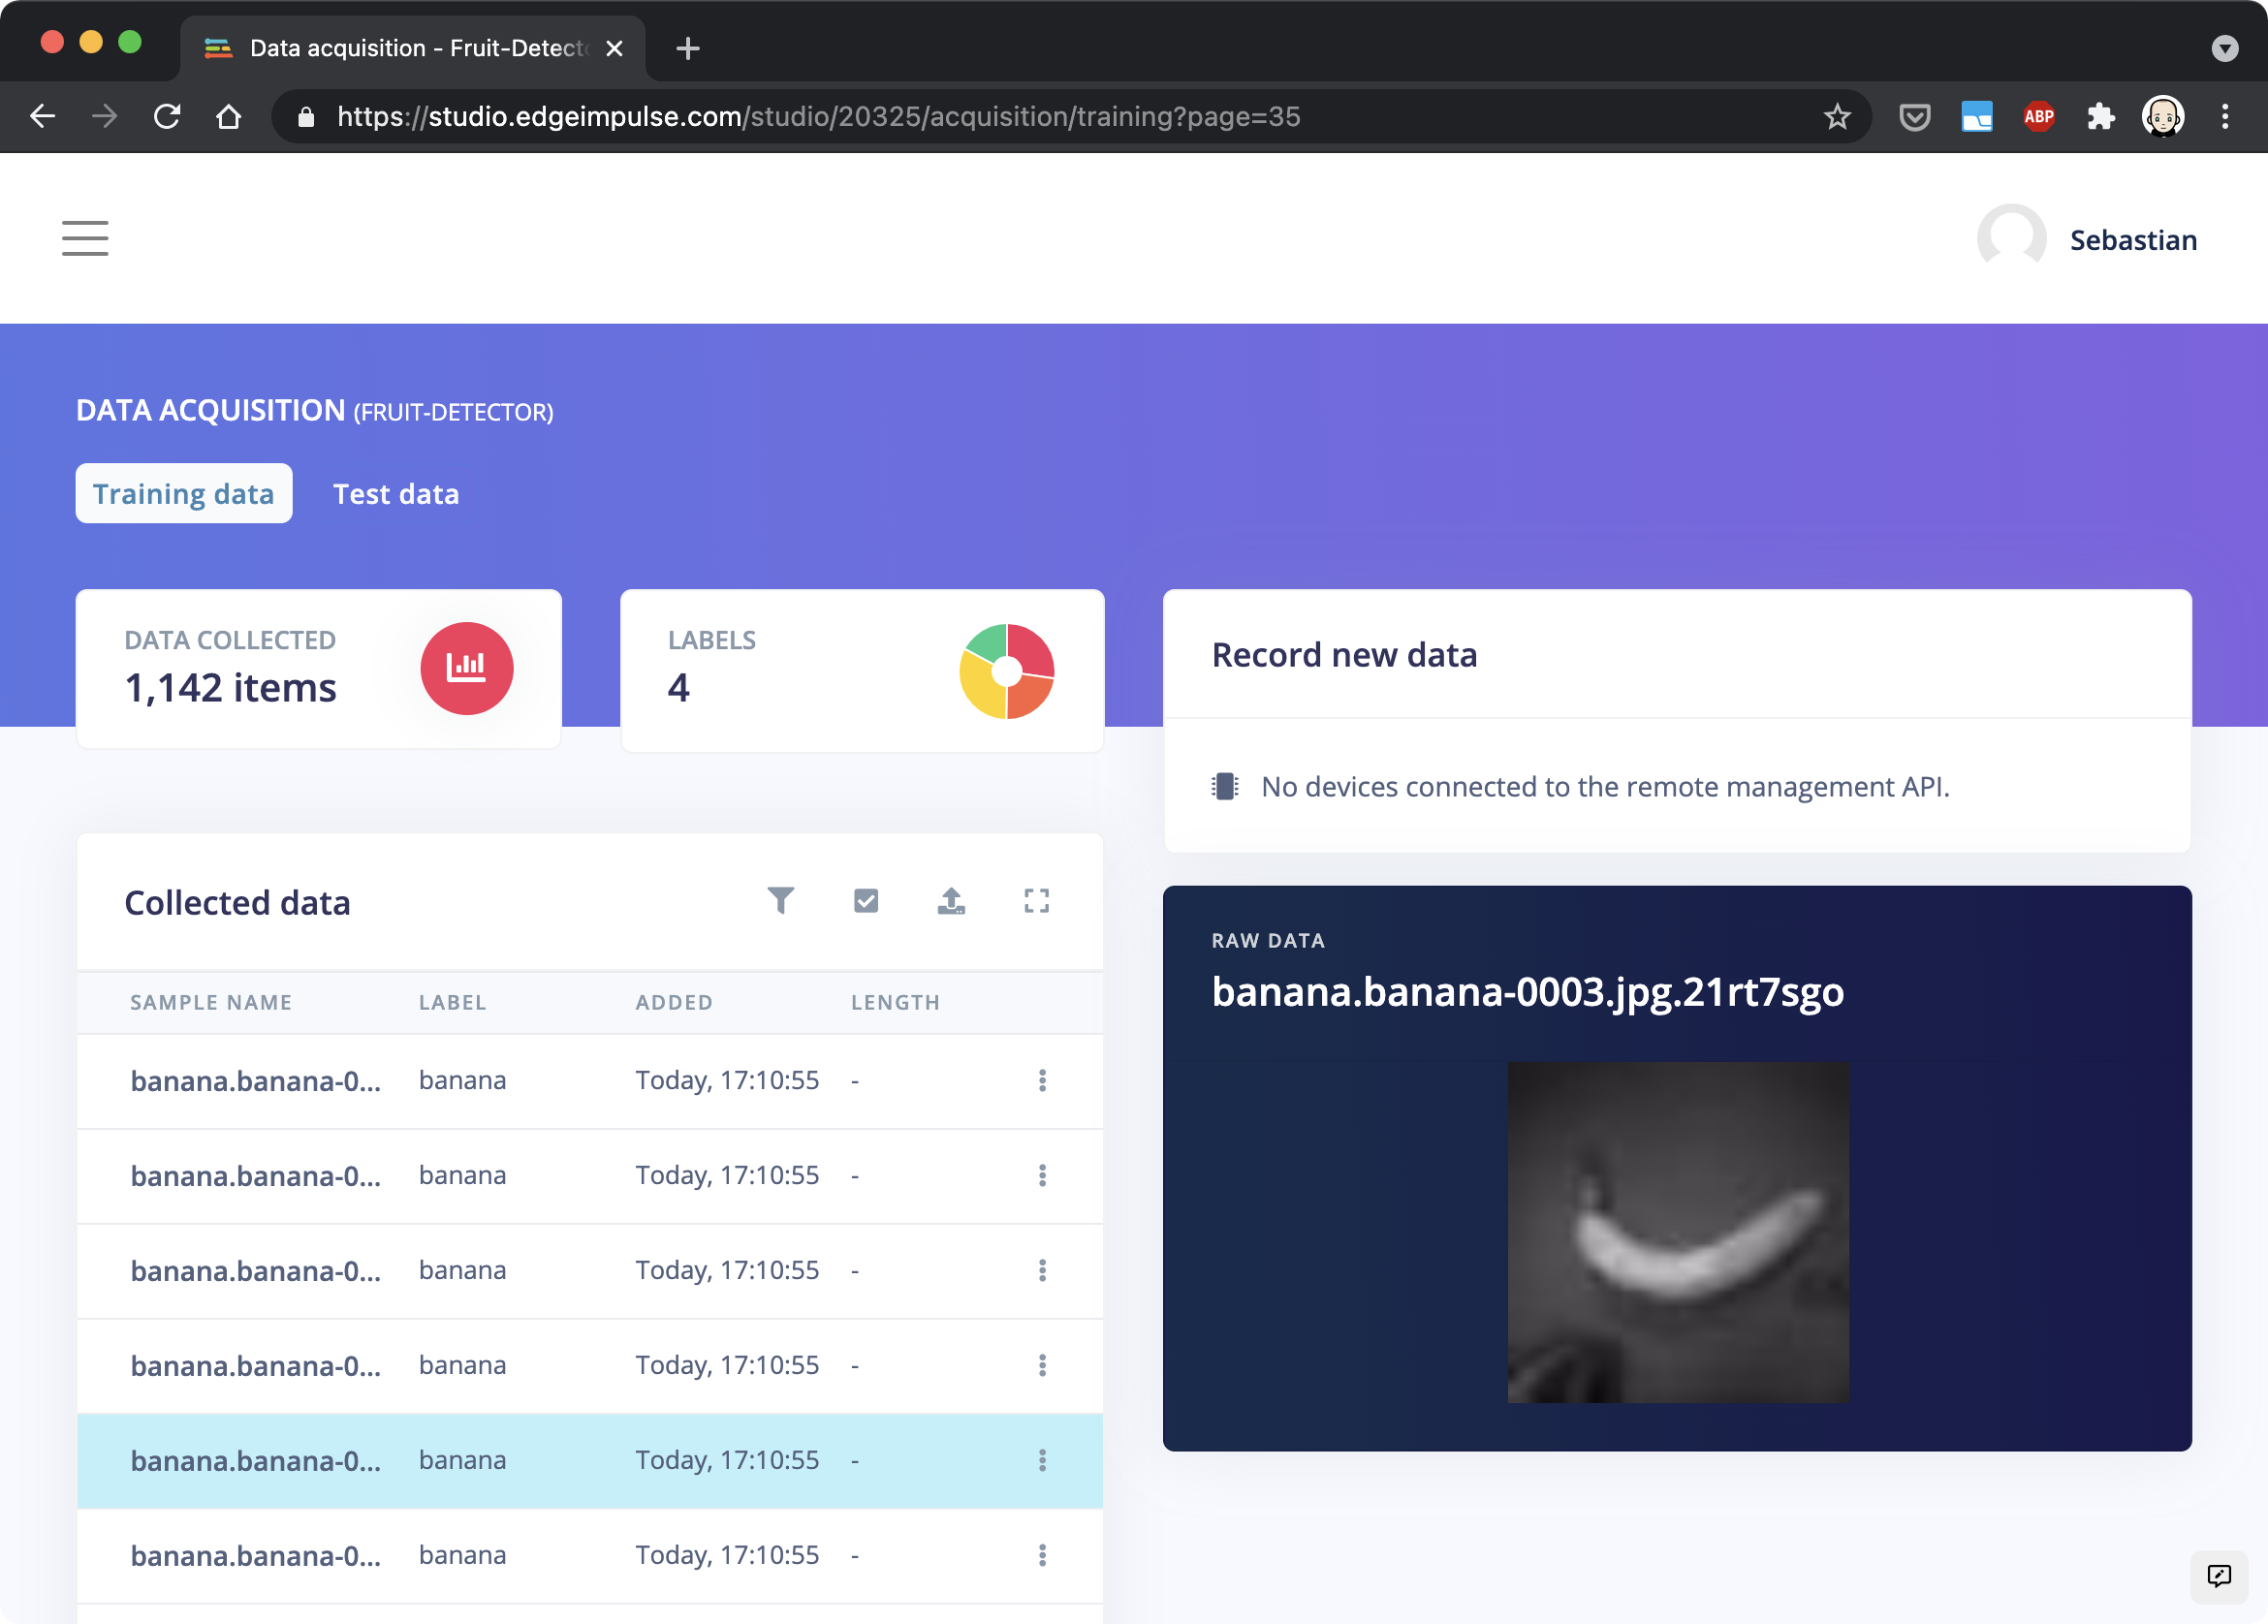 Data acquisition - Fruit-Detect
https://studio.edgeimpulse.com/studio/20325/acquisition/training?page=35
ABP
Sebastian
DATA ACQUISITION (FRUIT-DETECTOR)
Training data
Test data
DATA COLLECTED
1,142 items
LABELS
4
Record new data
No devices connected to the remote management API.
Collected data
SAMPLE NAME LABEL ADDED LENGTH
banana.banana-0... banana Today, 17:10:55 -
banana.banana-0... banana Today, 17:10:55 -
banana.banana-0... banana Today, 17:10:55 -
banana.banana-0... banana Today, 17:10:55 -
banana.banana-0... banana Today, 17:10:55 -
banana.banana-0... banana Today, 17:10:55 -
RAW DATA
banana.banana-0003.jpg.21rt7sgo